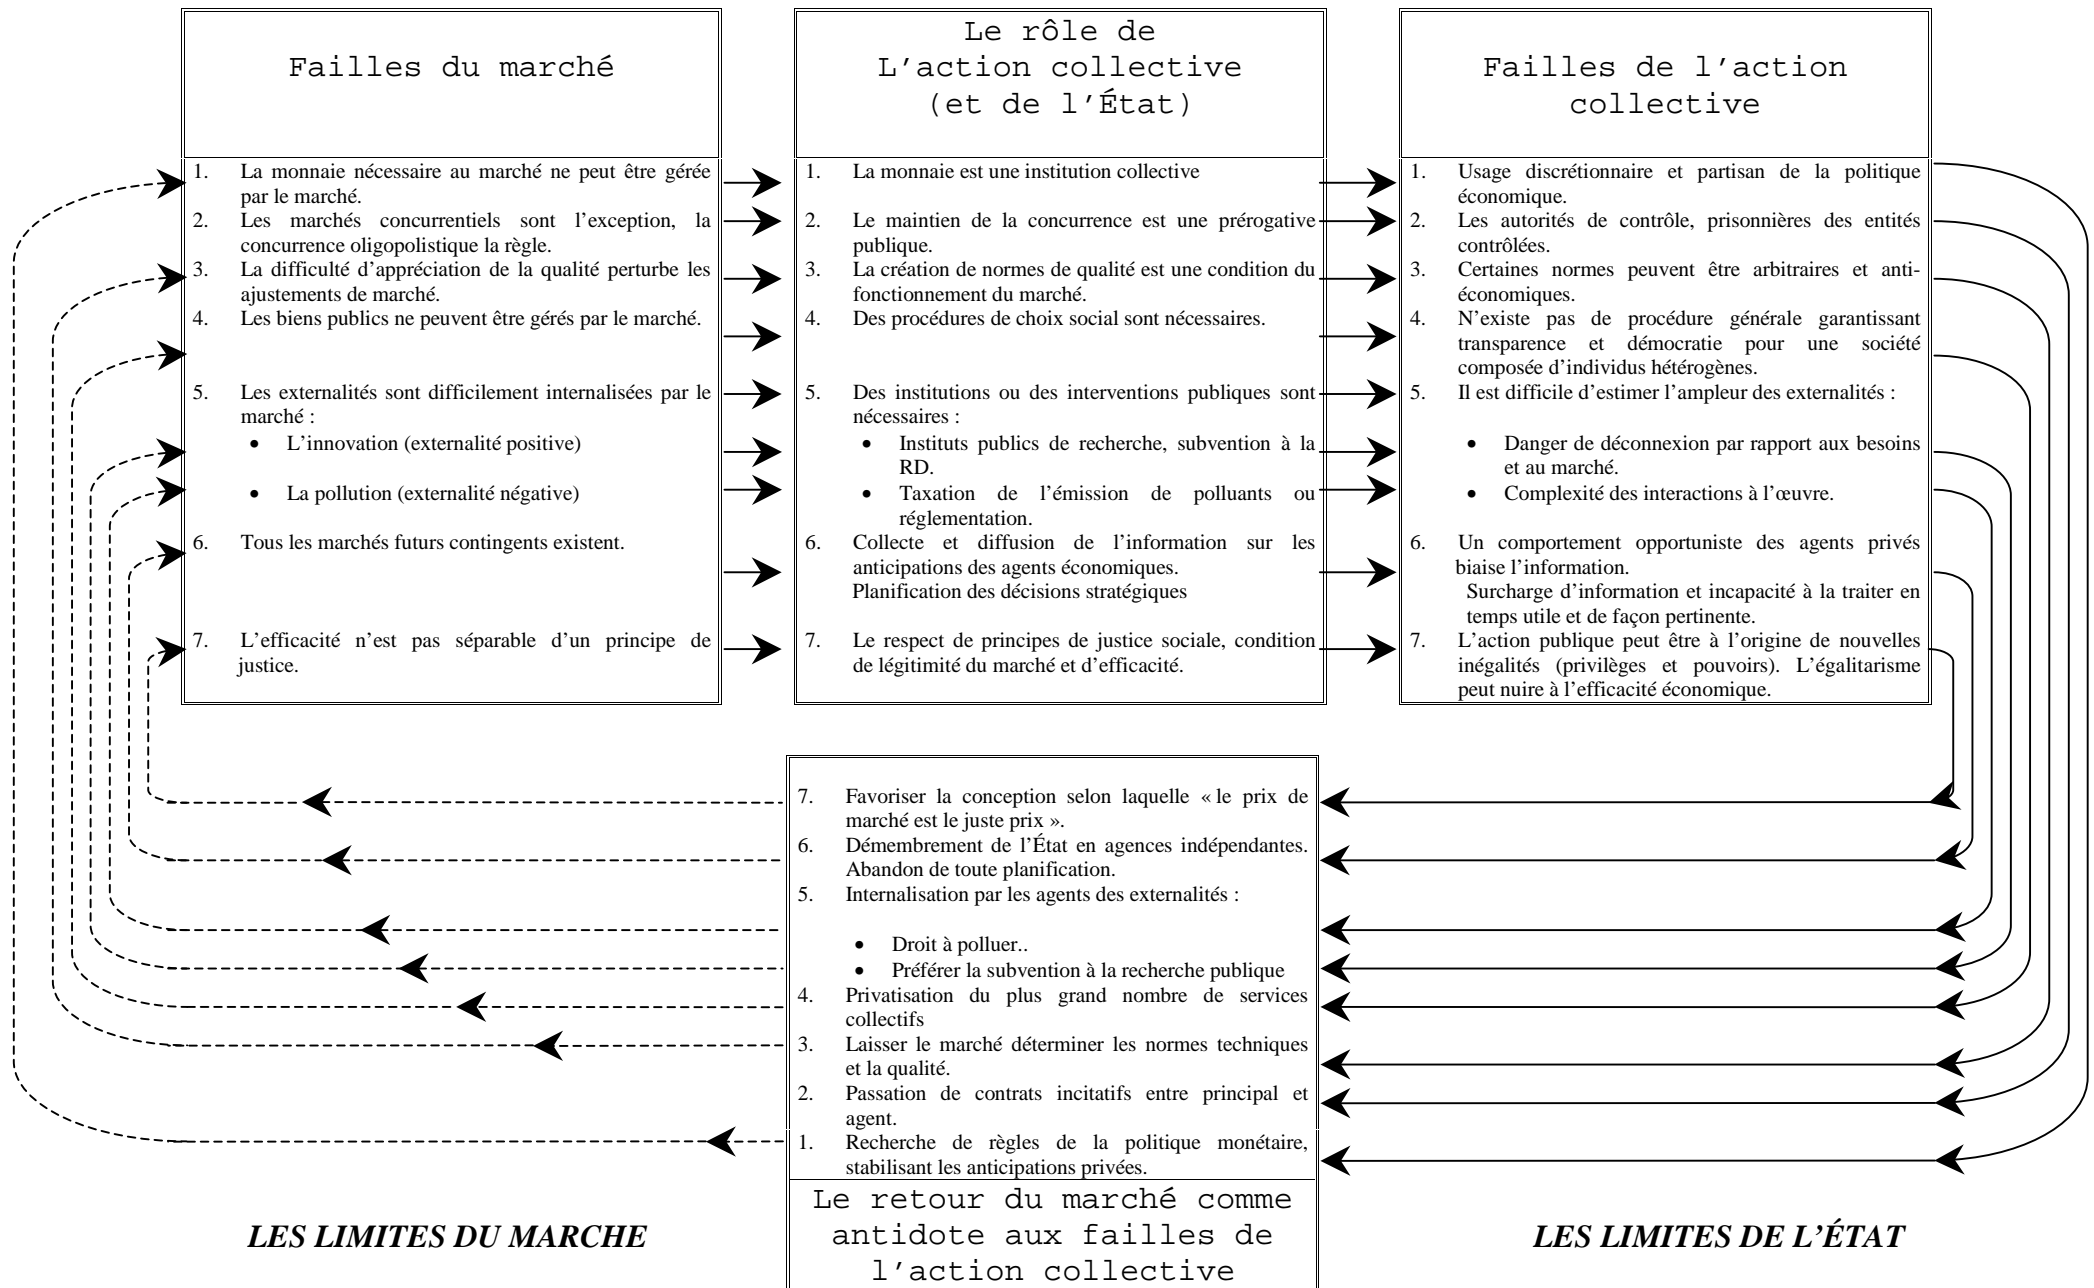 Failles du marché
1. La monnaie nécessaire au marché ne peut être gérée
par le marché.
2. Les marchés concurrentiels sont l’exception, la
concurrence oligopolistique la règle.
3. La difficulté d’appréciation de la qualité perturbe les
ajustements de marché.
4. Les biens publics ne peuvent être gérés par le marché.
5. Les externalités sont difficilement internalisées par le
marché :
• L’innovation (externalité positive)
• La pollution (externalité négative)
6. Tous les marchés futurs contingents existent.
7. L’efficacité n’est pas séparable d’un principe de
justice.
Le rôle de
L’action collective
(et de l’État)
1. La monnaie est une institution collective
2. Le maintien de la concurrence est une prérogative
publique.
3. La création de normes de qualité est une condition du
fonctionnement du marché.
4. Des procédures de choix social sont nécessaires.
5. Des institutions ou des interventions publiques sont
nécessaires :
• Instituts publics de recherche, subvention à la
RD.
• Taxation de l’émission de polluants ou
réglementation.
6. Collecte et diffusion de l’information sur les
anticipations des agents économiques.
Planification des décisions stratégiques
7. Le respect de principes de justice sociale, condition
de légitimité du marché et d’efficacité.
Failles de l’action
collective
1. Usage discrétionnaire et partisan de la politique
économique.
2. Les autorités de contrôle, prisonnières des entités
contrôlées.
3. Certaines normes peuvent être arbitraires et anti-
économiques.
4. N’existe pas de procédure générale garantissant
transparence et démocratie pour une société
composée d’individus hétérogènes.
5. Il est difficile d’estimer l’ampleur des externalités :
• Danger de déconnexion par rapport aux besoins
et au marché.
• Complexité des interactions à l’œuvre.
6. Un comportement opportuniste des agents privés
biaise l’information.
Surcharge d’information et incapacité à la traiter en
temps utile et de façon pertinente.
7. L’action publique peut être à l’origine de nouvelles
inégalités (privilèges et pouvoirs). L’égalitarisme
peut nuire à l’efficacité économique.
7. Favoriser la conception selon laquelle « le prix de
marché est le juste prix ».
6. Démembrement de l’État en agences indépendantes.
Abandon de toute planification.
5. Internalisation par les agents des externalités :
• Droit à polluer..
• Préférer la subvention à la recherche publique
4. Privatisation du plus grand nombre de services
collectifs
3. Laisser le marché déterminer les normes techniques
et la qualité.
2. Passation de contrats incitatifs entre principal et
agent.
1. Recherche de règles de la politique monétaire,
stabilisant les anticipations privées.
Le retour du marché comme
antidote aux failles de
l’action collective
LES LIMITES DU MARCHE
LES LIMITES DE L’ÉTAT